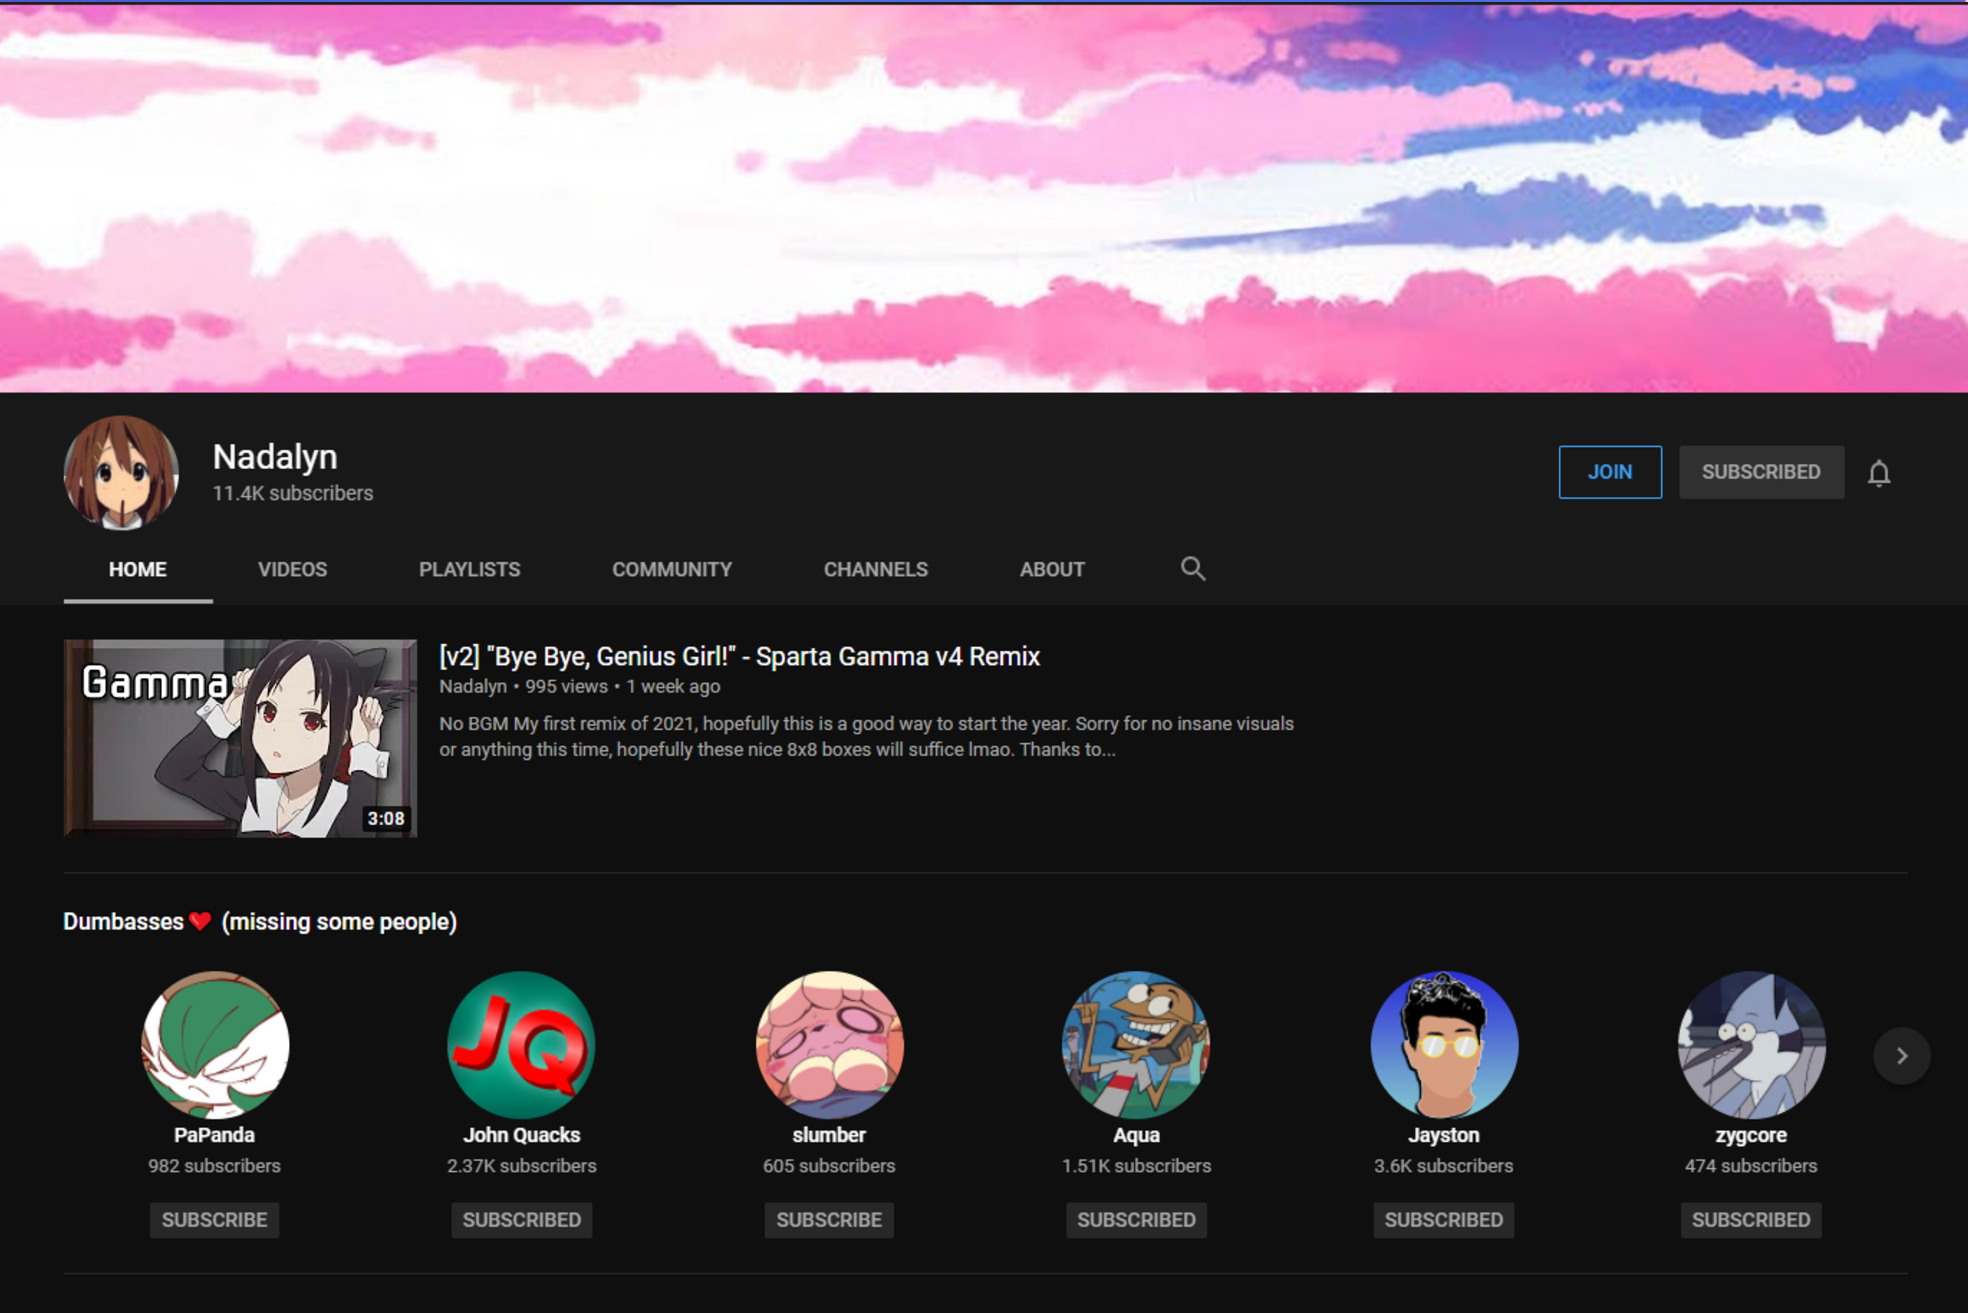 Nadalyn
11.4K subscribers
JOIN
SUBSCRIBED
HOME
VIDEOS
PLAYLISTS
COMMUNITY
CHANNELS
ABOUT
Gamma
3:08
[v2] "Bye Bye, Genius Girl!" - Sparta Gamma v4 Remix
Nadalyn • 995 views • 1 week ago
No BGM My first remix of 2021, hopefully this is a good way to start the year. Sorry for no insane visuals
or anything this time, hopefully these nice 8x8 boxes will suffice lmao. Thanks to...
Dumbasses❤ (missing some people)
JQ
PaPanda
982 subscribers
SUBSCRIBE
John Quacks
2.37K subscribers
SUBSCRIBED
slumber
605 subscribers
SUBSCRIBE
Aqua
1.51K subscribers
SUBSCRIBED
Jayston
3.6K subscribers
SUBSCRIBED
zygcore
474 subscribers
SUBSCRIBED